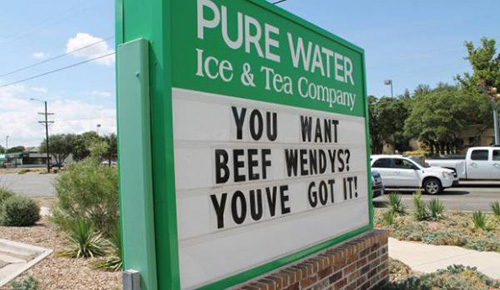 PURE WATER
Ice & Tea Company
YOU WANT
BEEF WENDYS?
YOUVE GOT IT!